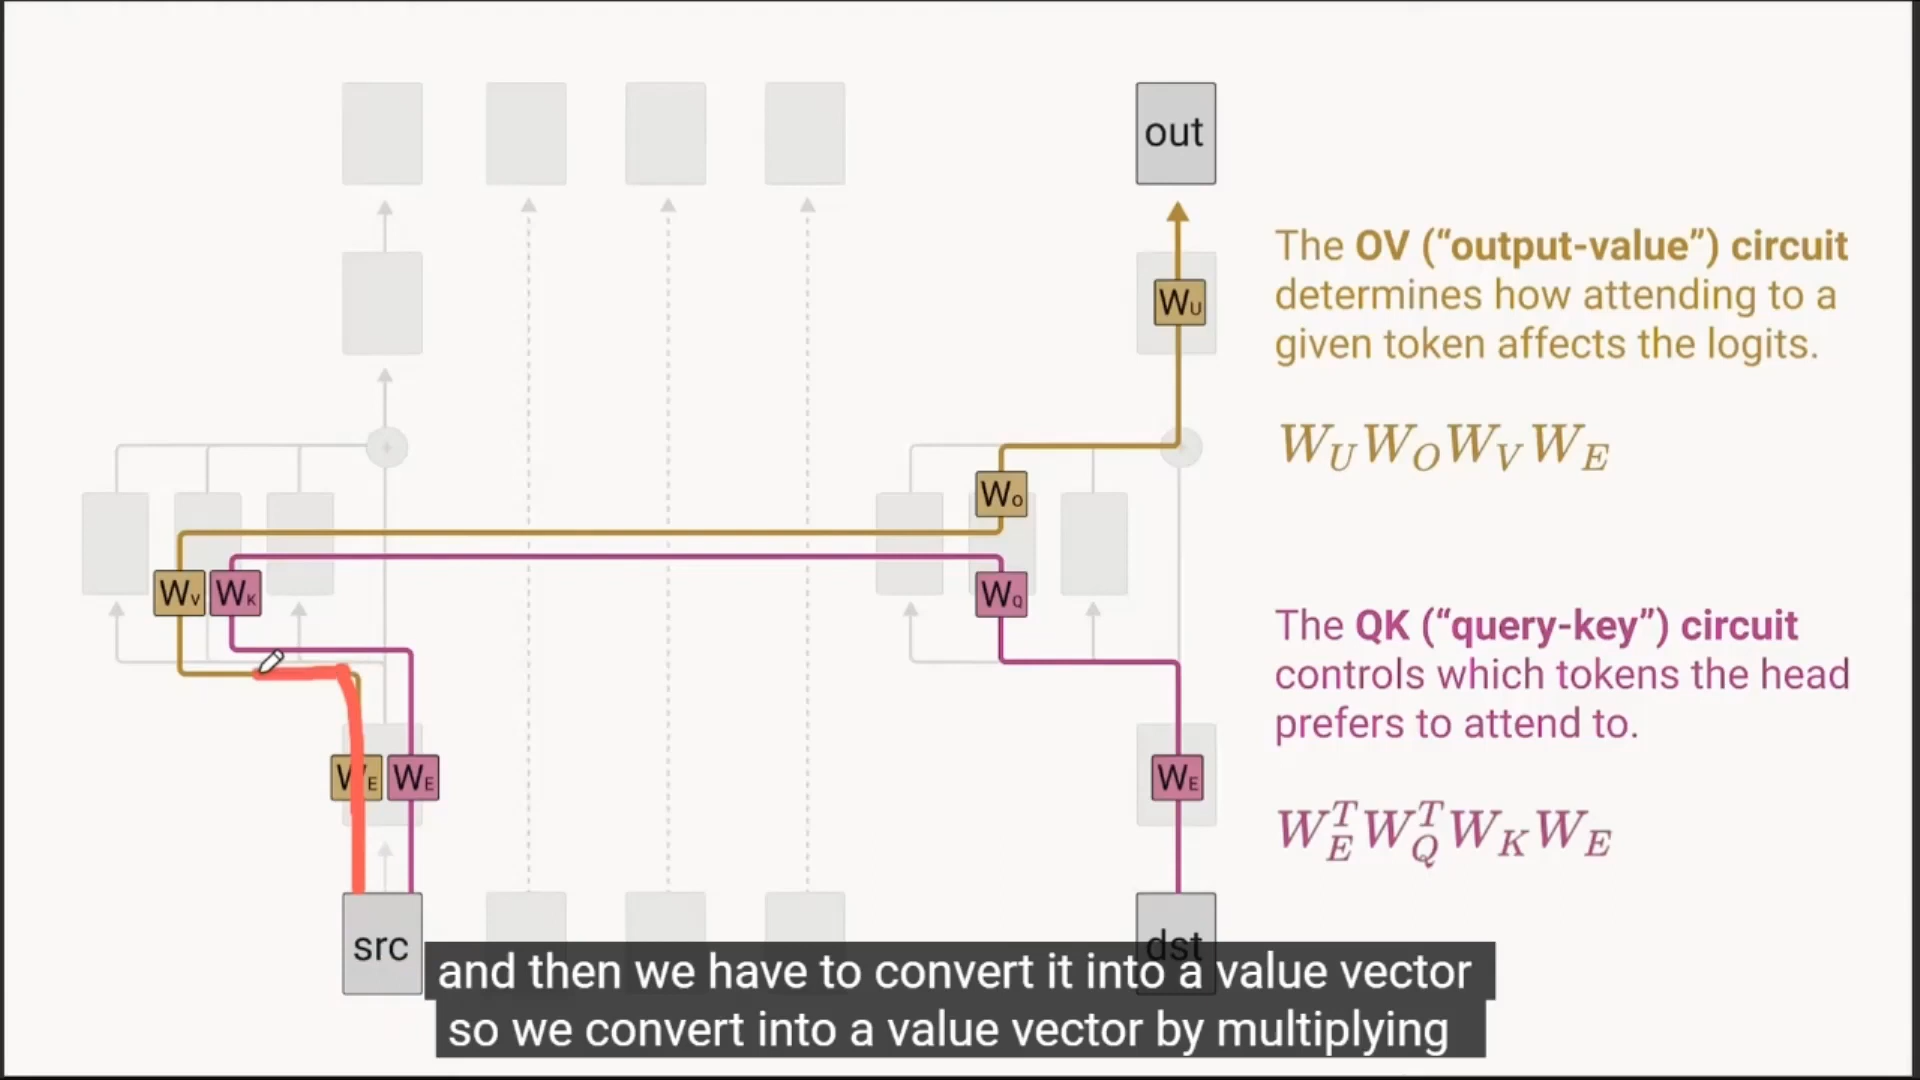 out
The OV (“output-value”) circuit
determines how attending to a
given token affects the logits.
W_U
W_U W_O W_V W_E
W_O
W_V W_K
W_Q
The QK (“query-key”) circuit
controls which tokens the head
prefers to attend to.
W_E W_E
W_E
W_E^T W_Q^T W_K W_E
src
dst
and then we have to convert it into a value vector
so we convert into a value vector by multiplying